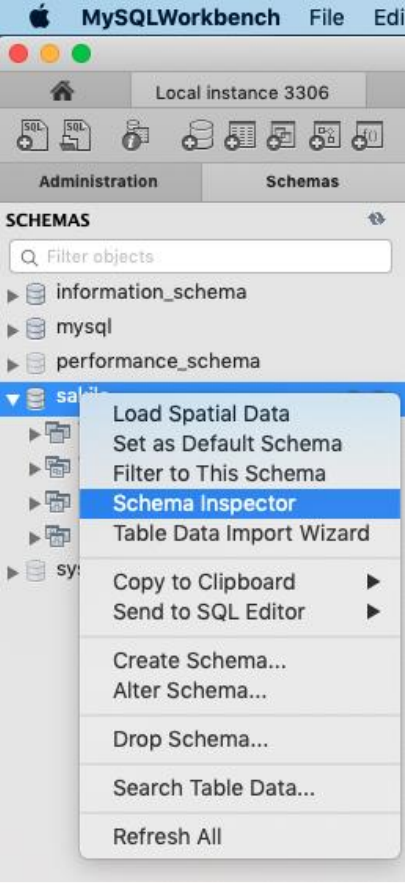 MySQLWorkbench File Edi
Local instance 3306
SQL SQL
Administration Schemas
SCHEMAS
Filter objects
information_schema
mysql
performance_schema
Load Spatial Data
Set as Default Schema
Filter to This Schema
Schema Inspector
Table Data Import Wizard
sys
Copy to Clipboard
Send to SQL Editor
Create Schema...
Alter Schema...
Drop Schema...
Search Table Data...
Refresh All